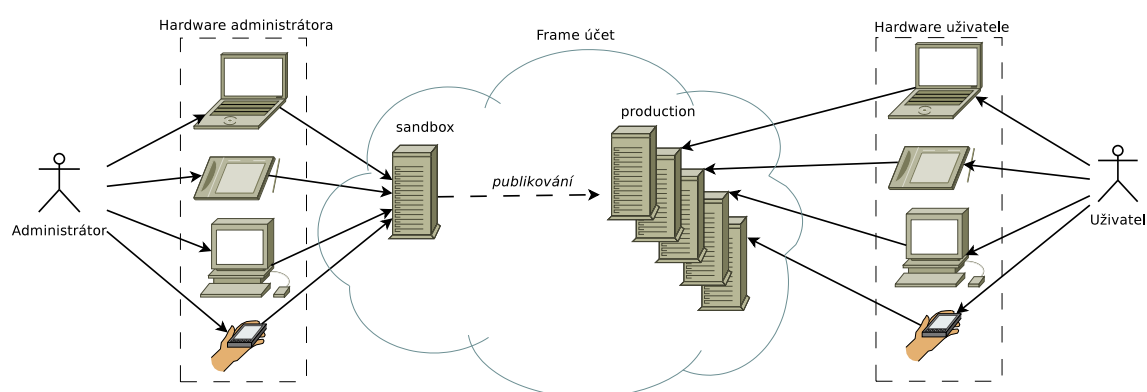 Hardware administrátora
Frame účet
Hardware uživatele
production
sandbox
publikování
Administrátor
Uživatel